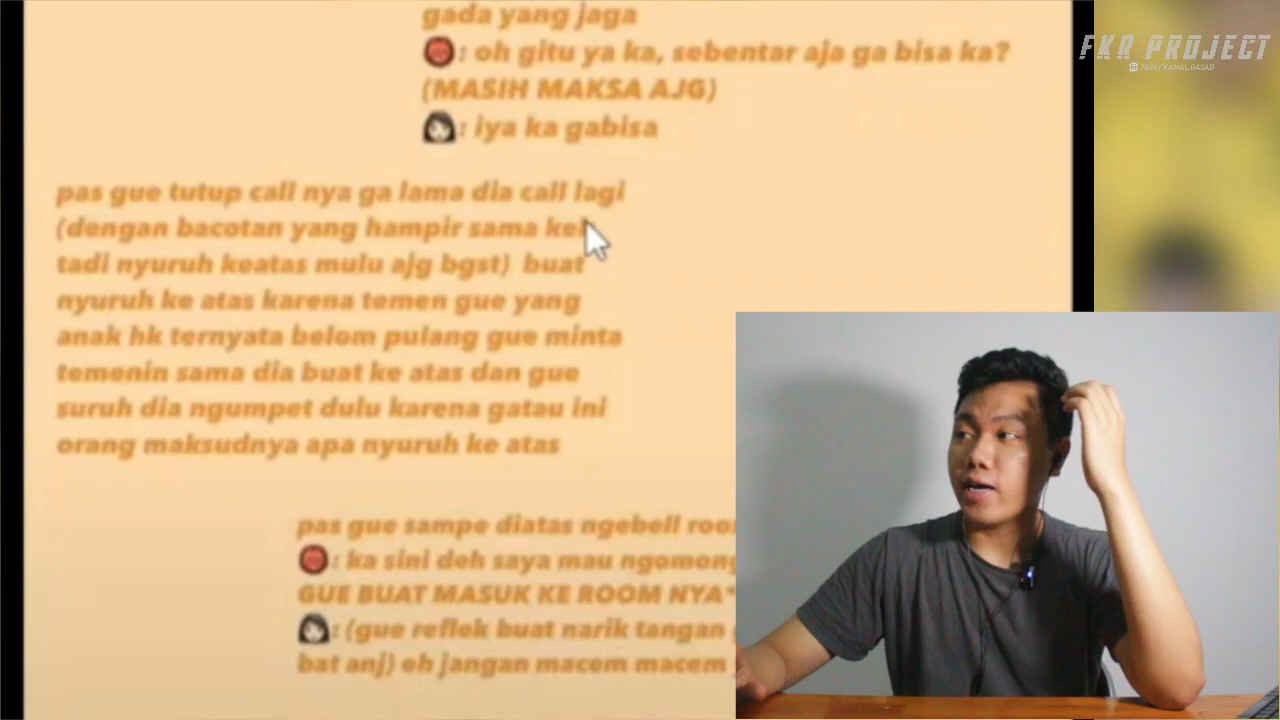 gada yang jaga
: oh gitu ya ka, sebentar aja ga bisa ka?
(MASIH MAKSA AJG)
: iya ka gabisa
pas gue tutup call nya ga lama dia call lagi
(dengan bacotan yang hampir sama kek
tadi nyuruh keatas mulu ajg bgst) buat
nyuruh ke atas karena temen gue yang
anak hk ternyata belom pulang gue minta
temenin sama dia buat ke atas dan gue
suruh dia ngumpet dulu karena gatau ini
orang maksudnya apa nyuruh ke atas
pas gue sampe diatas ngebell
: ka sini deh saya mau ngomong
GUE BUAT MASUK KE ROOM NYA*
: (gue reflek buat narik tangan
bat anj) eh jangan macem macem
FKR PROJECT